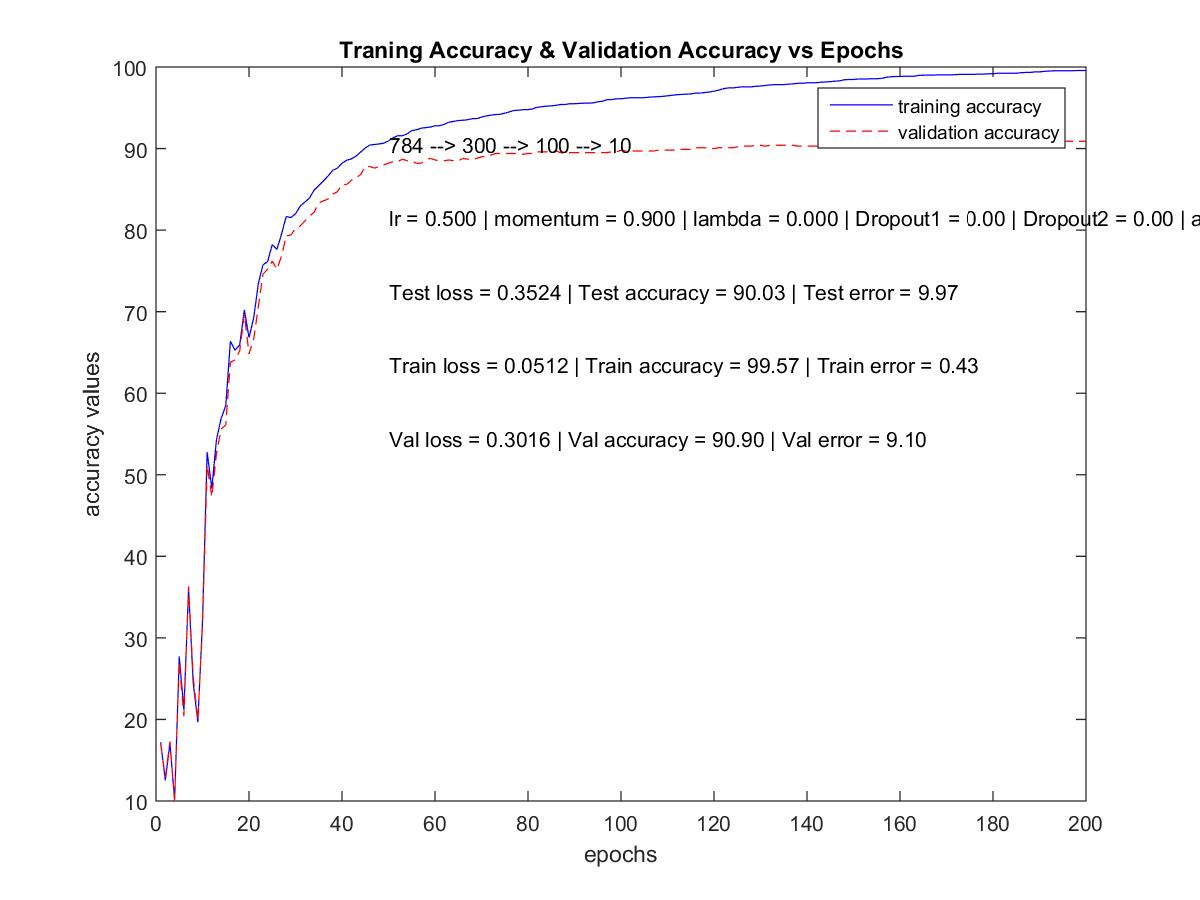 Traning Accuracy & Validation Accuracy vs Epochs
100
90
80
70
60
50
40
30
20
10
accuracy values
training accuracy
validation accuracy
784 --> 300 --> 100 --> 10
lr = 0.500 | momentum = 0.900 | lambda = 0.000 | Dropout1 = 0.00 | Dropout2 = 0.00 |
Test loss = 0.3524 | Test accuracy = 90.03 | Test error = 9.97
Train loss = 0.0512 | Train accuracy = 99.57 | Train error = 0.43
Val loss = 0.3016 | Val accuracy = 90.90 | Val error = 9.10
0 20 40 60 80 100 120 140 160 180 200
epochs